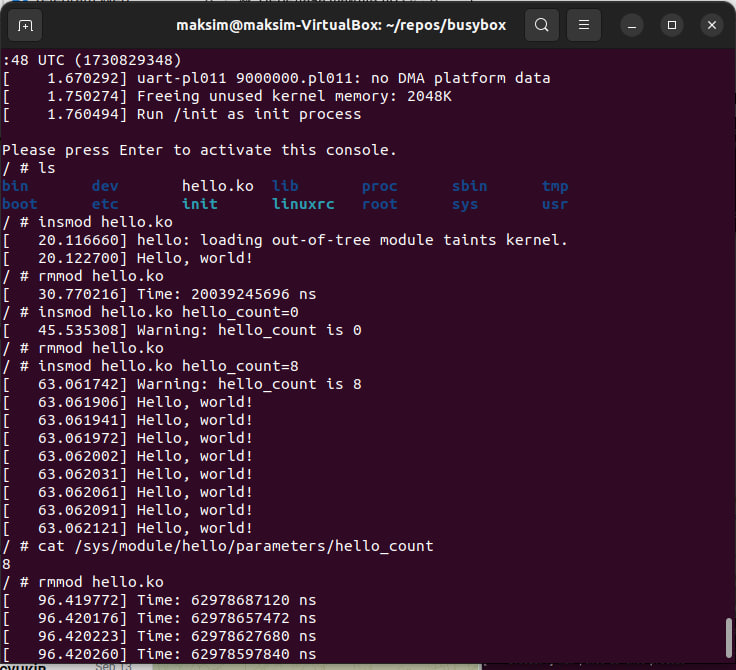 maksim@maksim-VirtualBox: ~/repos/busybox
:48 UTC (1730829348)
[    1.670292] uart-pl011 9000000.pl011: no DMA platform data
[    1.750274] Freeing unused kernel memory: 2048K
[    1.760494] Run /init as init process
Please press Enter to activate this console.
/ # ls
bin       dev       hello.ko  lib       proc      sbin      tmp
boot      etc       init      linuxrc   root      sys       usr
/ # insmod hello.ko
[   20.116660] hello: loading out-of-tree module taints kernel.
[   20.122700] Hello, world!
/ # rmmod hello.ko
[   30.770216] Time: 20039245696 ns
/ # insmod hello.ko hello_count=0
[   45.535308] Warning: hello_count is 0
/ # rmmod hello.ko
/ # insmod hello.ko hello_count=8
[   63.061742] Warning: hello_count is 8
[   63.061906] Hello, world!
[   63.061941] Hello, world!
[   63.061972] Hello, world!
[   63.062002] Hello, world!
[   63.062031] Hello, world!
[   63.062061] Hello, world!
[   63.062091] Hello, world!
[   63.062121] Hello, world!
/ # cat /sys/module/hello/parameters/hello_count
8
/ # rmmod hello.ko
[   96.419772] Time: 62978687120 ns
[   96.420176] Time: 62978657472 ns
[   96.420223] Time: 62978627680 ns
[   96.420260] Time: 62978597840 ns